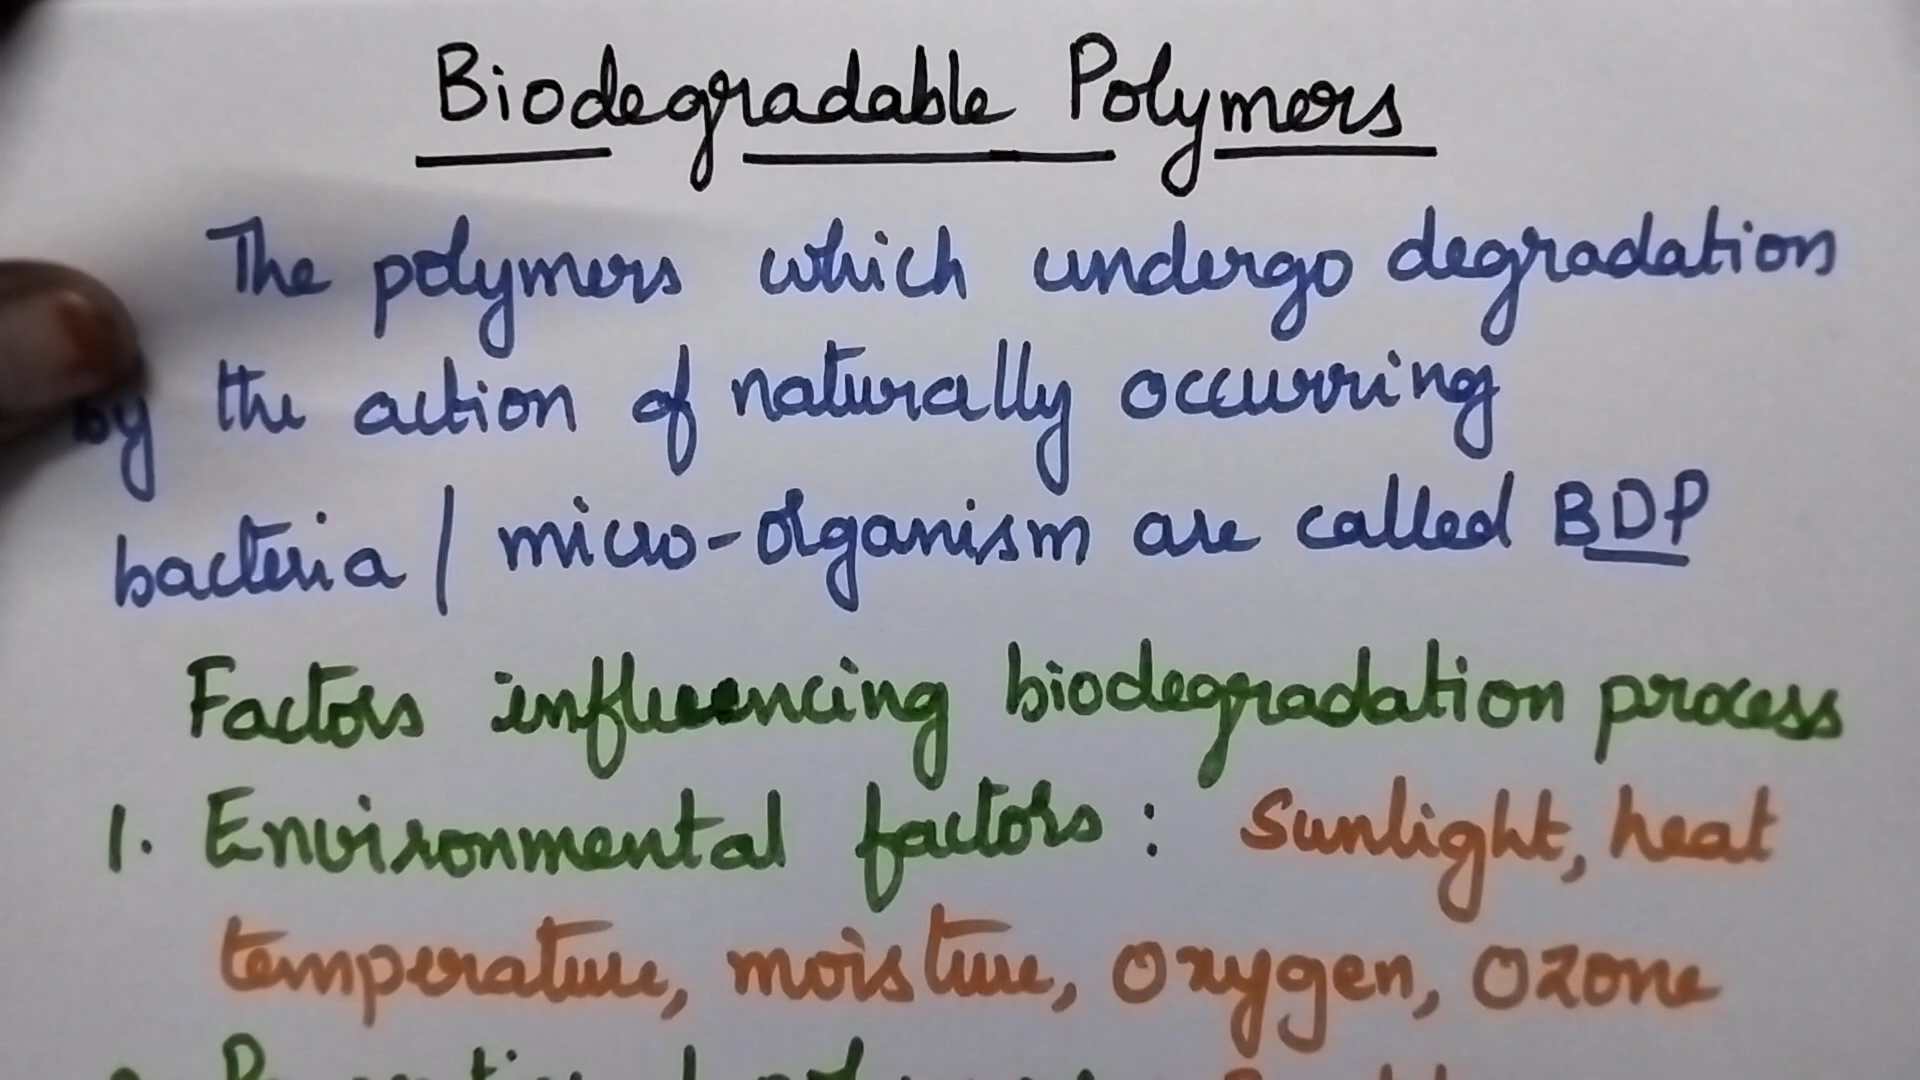 Biodegradable Polymers
The polymers which undergo degradation
by the action of naturally occurring
bacteria / micro-organism are called BDP
Factors influencing biodegradation process
1. Environmental factors : Sunlight, heat
temperature, moisture, Oxygen, Ozone